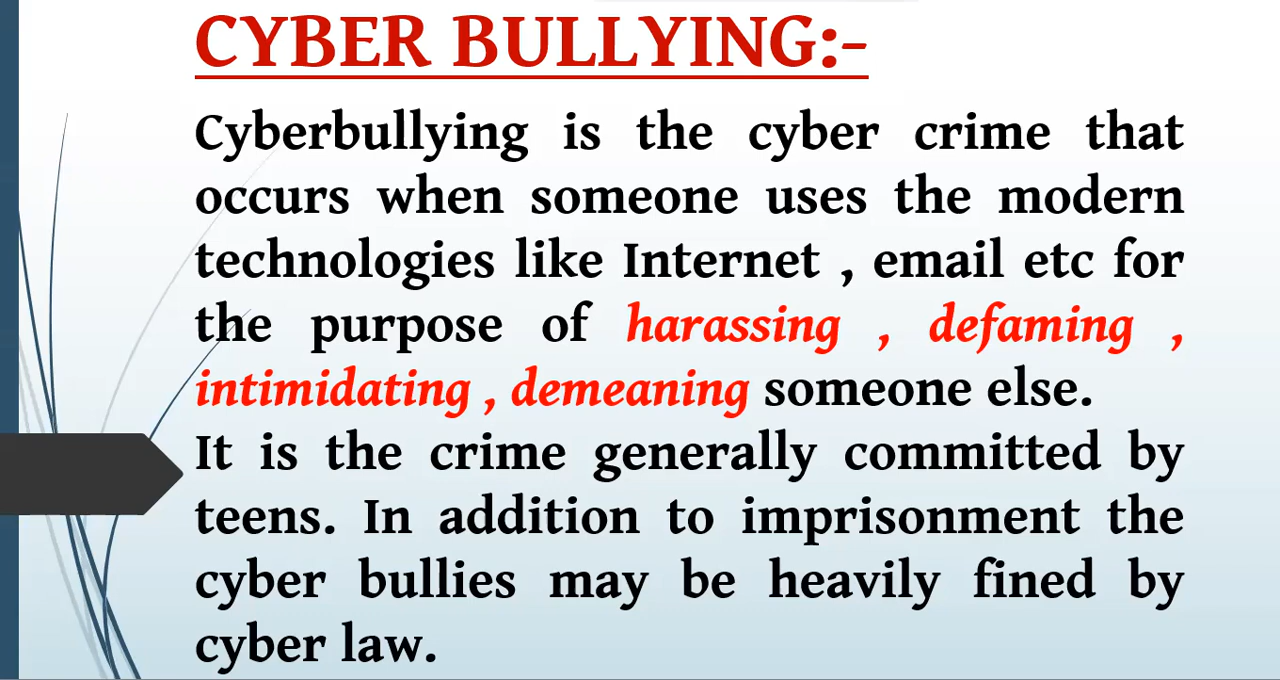 CYBER BULLYING:-
Cyberbullying is the cyber crime that
occurs when someone uses the modern
technologies like Internet , email etc for
the purpose of harassing , defaming ,
intimidating , demeaning someone else.
It is the crime generally committed by
teens. In addition to imprisonment the
cyber bullies may be heavily fined by
cyber law.